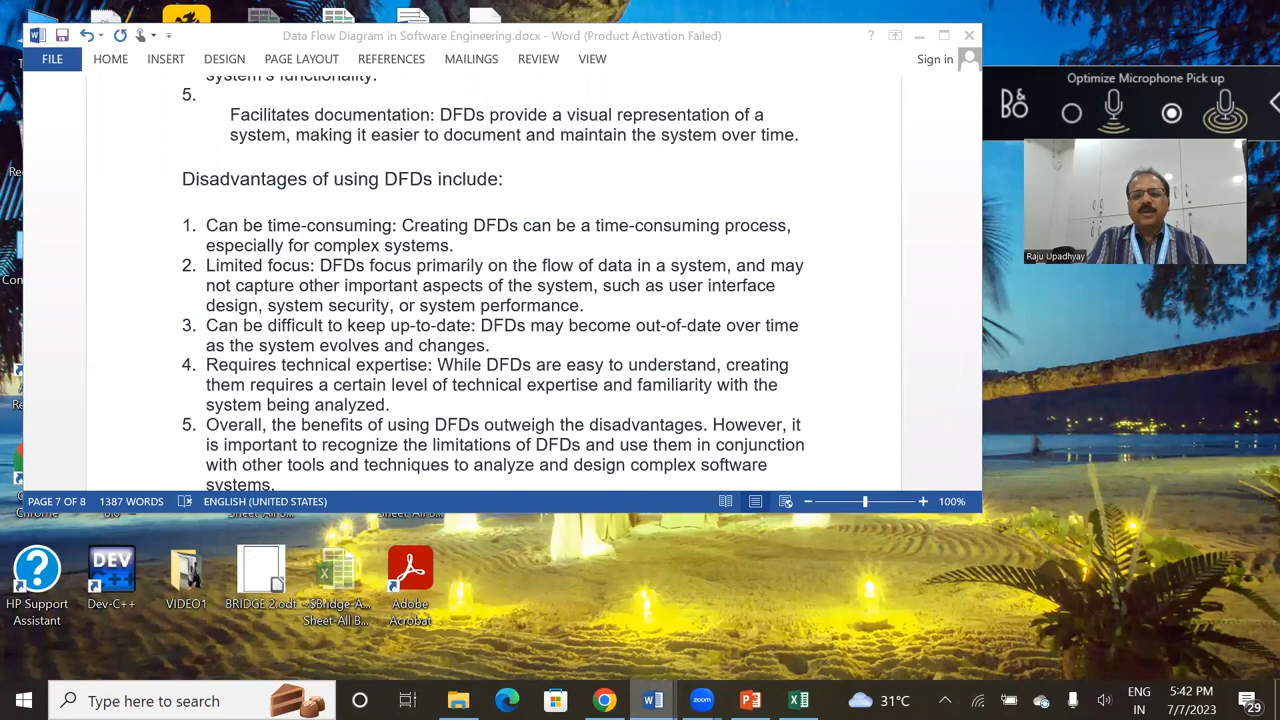 Data Flow Diagram in Software Engineering.docx - Word (Product Activation Failed)
FILE HOME INSERT DESIGN PAGE LAYOUT REFERENCES MAILINGS REVIEW VIEW Sign in
system's functionality.
5.
Facilitates documentation: DFDs provide a visual representation of a
system, making it easier to document and maintain the system over time.
Disadvantages of using DFDs include:
1. Can be time-consuming: Creating DFDs can be a time-consuming process,
especially for complex systems.
2. Limited focus: DFDs focus primarily on the flow of data in a system, and may
not capture other important aspects of the system, such as user interface
design, system security, or system performance.
3. Can be difficult to keep up-to-date: DFDs may become out-of-date over time
as the system evolves and changes.
4. Requires technical expertise: While DFDs are easy to understand, creating
them requires a certain level of technical expertise and familiarity with the
system being analyzed.
5. Overall, the benefits of using DFDs outweigh the disadvantages. However, it
is important to recognize the limitations of DFDs and use them in conjunction
with other tools and techniques to analyze and design complex software
systems.
PAGE 7 OF 8 1387 WORDS ENGLISH (UNITED STATES) 100%
Optimize Microphone Pick up
B&O
Raju Upadhyay
DEV
C++
HP Support
Assistant
Dev-C++
VIDEO1
BRIDGE 2.odt
~$Bridge-A...
Sheet-All B...
Adobe
Acrobat
Type here to search
31°C
ENG
IN
5:42 PM
7/7/2023
29